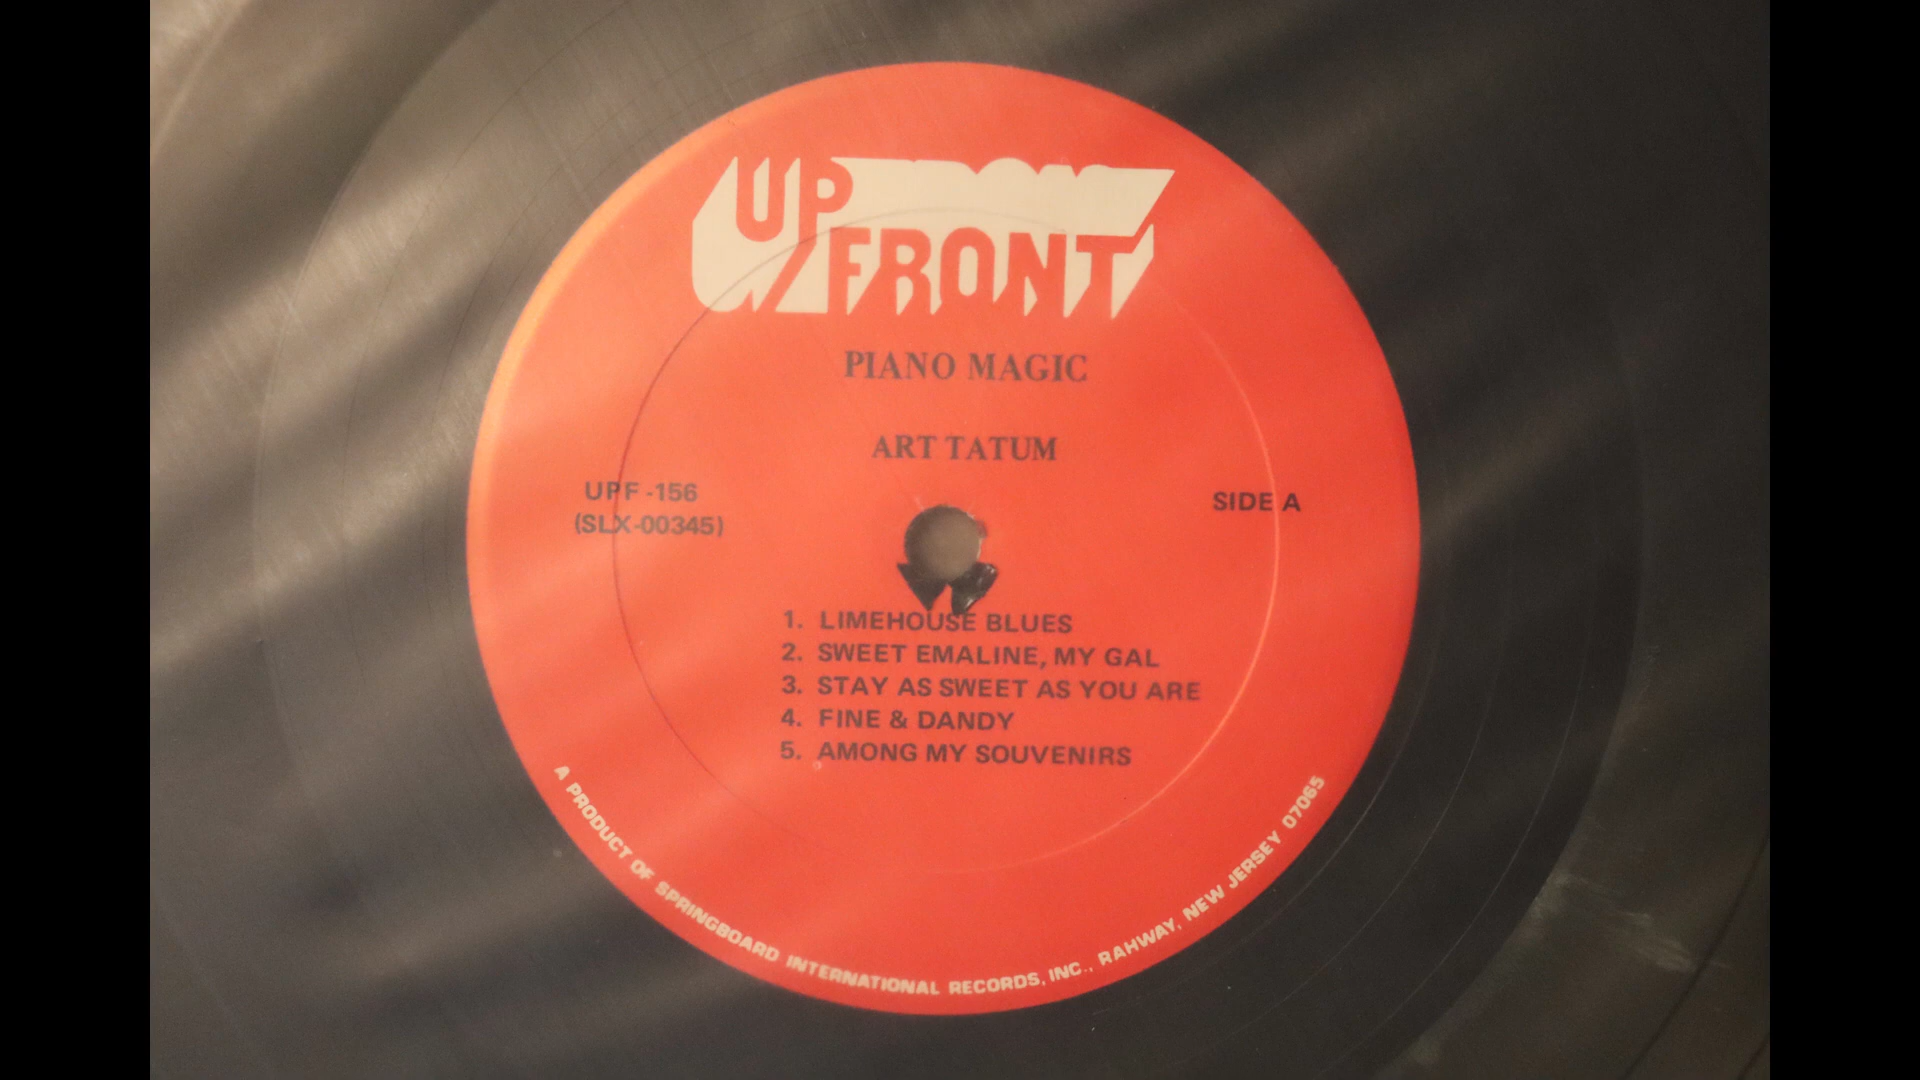 UP
FRONT
PIANO MAGIC
ART TATUM
UPF -156
(SLX-00345)
SIDE A
1. LIMEHOUSE BLUES
2. SWEET EMALINE, MY GAL
3. STAY AS SWEET AS YOU ARE
4. FINE & DANDY
5. AMONG MY SOUVENIRS
A PRODUCT OF SPRINGBOARD INTERNATIONAL RECORDS, INC., RAHWAY, NEW JERSEY 07065